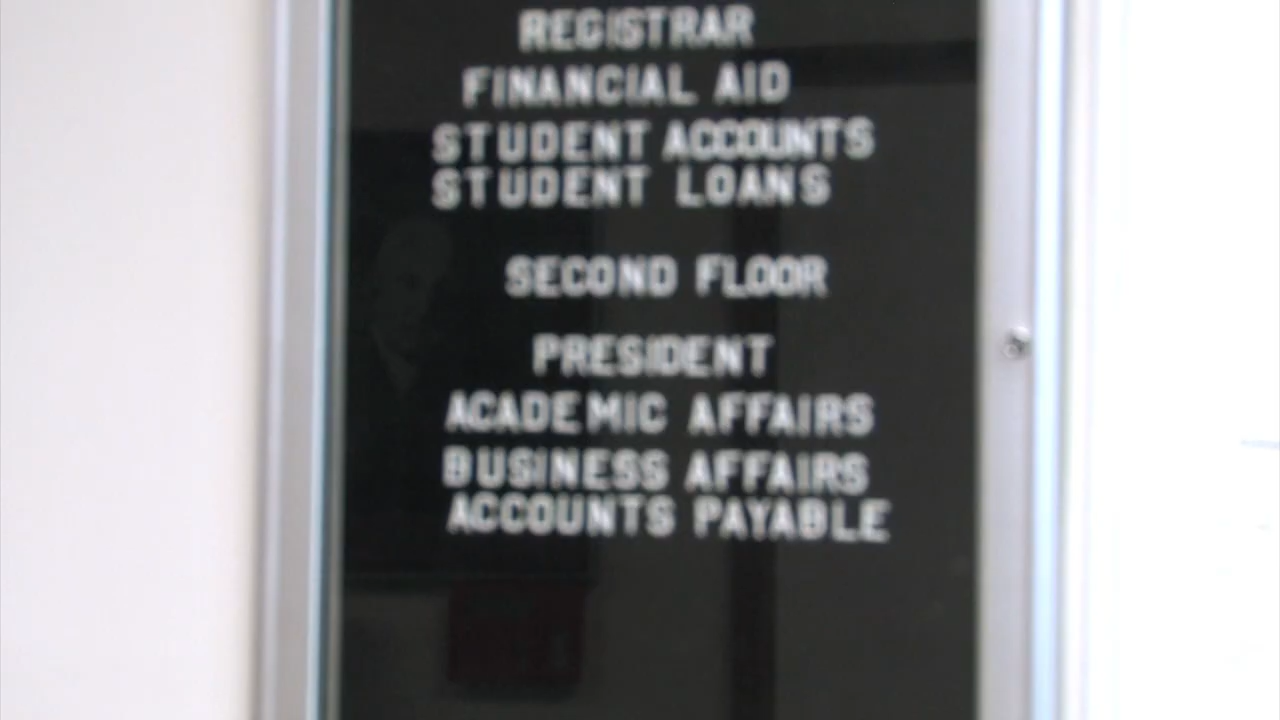 REGISTRAR
FINANCIAL AID
STUDENT ACCOUNTS
STUDENT LOANS
SECOND FLOOR
PRESIDENT
ACADEMIC AFFAIRS
BUSINESS AFFAIRS
ACCOUNTS PAYABLE